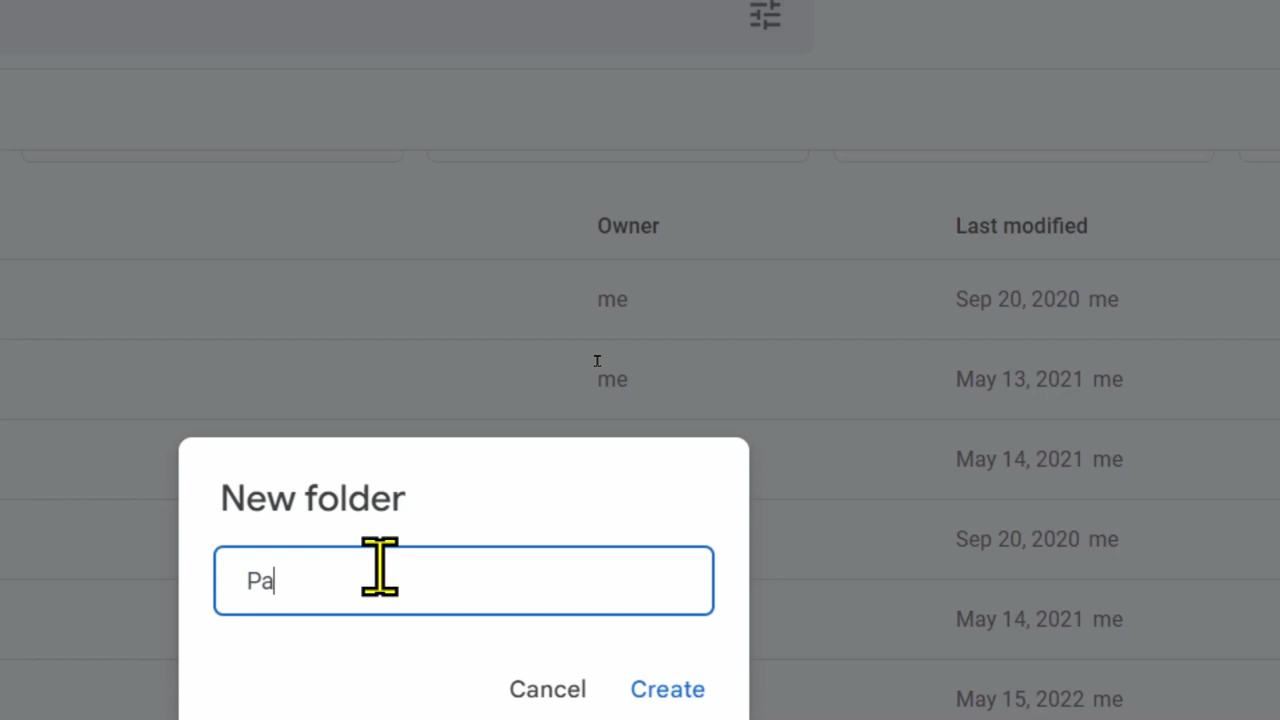 Owner Last modified
me Sep 20, 2020 me
me May 13, 2021 me
May 14, 2021 me
New folder
Sep 20, 2020 me
Pa
May 14, 2021 me
Cancel Create
May 15, 2022 me